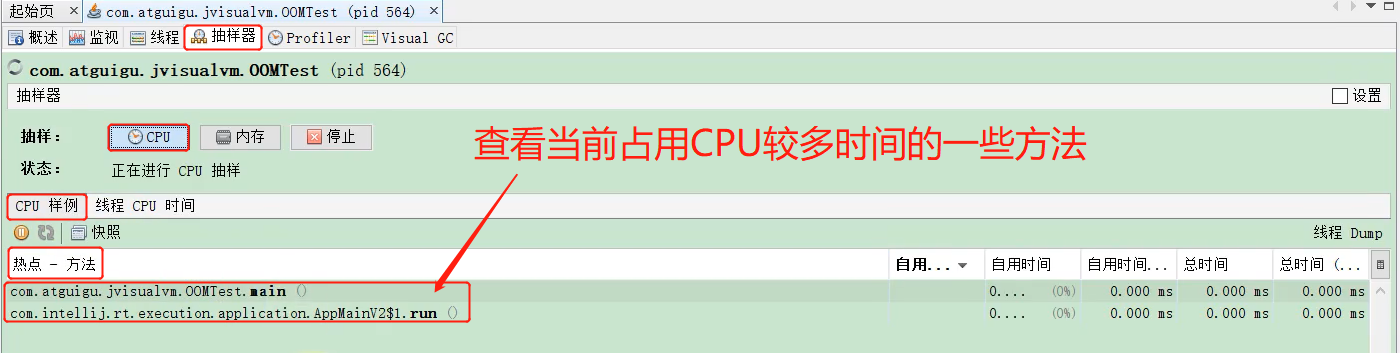 起始页 × com.atguigu.jvisualvm.OOMTest (pid 564) ×
概述 监视 线程 抽样器 Profiler Visual GC
com.atguigu.jvisualvm.OOMTest (pid 564)
抽样器 设置
抽样： CPU 内存 停止
查看当前占用CPU较多时间的一些方法
状态： 正在进行 CPU 抽样
CPU 样例 线程 CPU 时间
快照 线程 Dump
热点 - 方法 自用... 自用时间 自用时间... 总时间 总时间 (...
com.atguigu.jvisualvm.OOMTest.main () 0.... (0%) 0.000 ms 0.000 ms 0.000 ms
com.intellij.rt.execution.application.AppMainV2$1.run () 0.... (0%) 0.000 ms 0.000 ms 0.000 ms